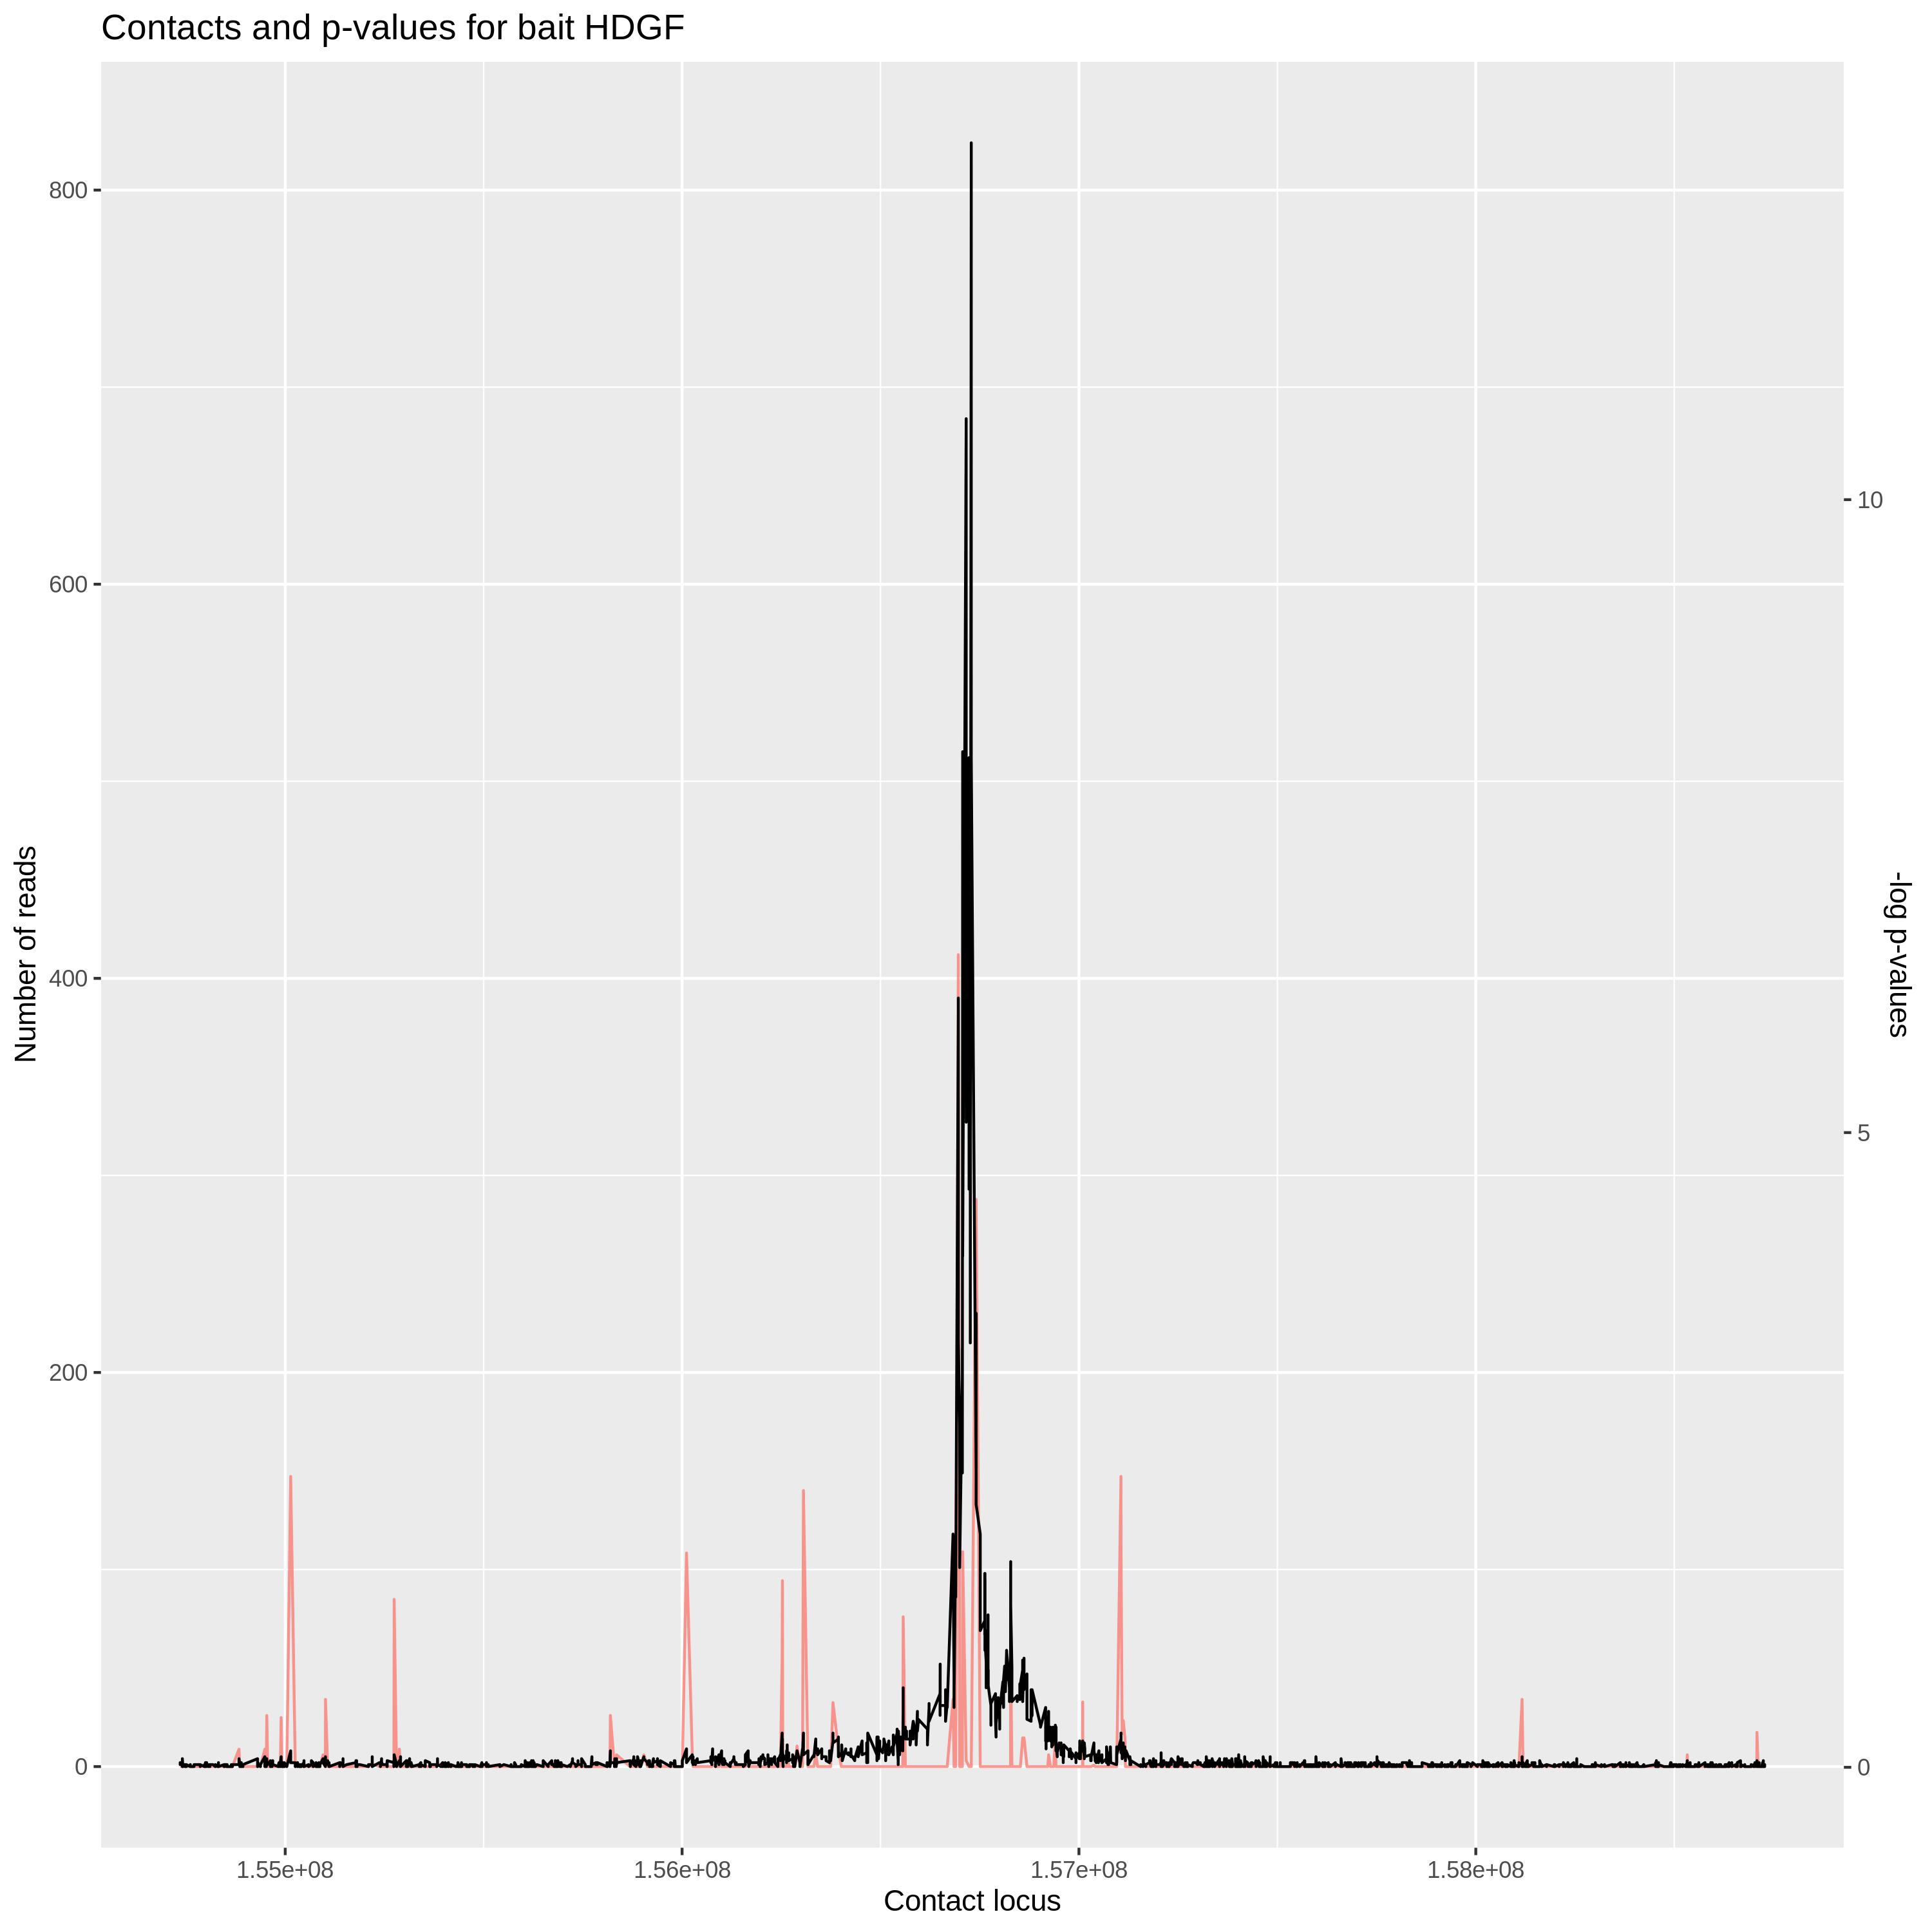 Contacts and p-values for bait HDGF
800
600
400
200
0
Number of reads
10
5
0
-log p-values
1.55e+08
1.56e+08
1.57e+08
1.58e+08
Contact locus